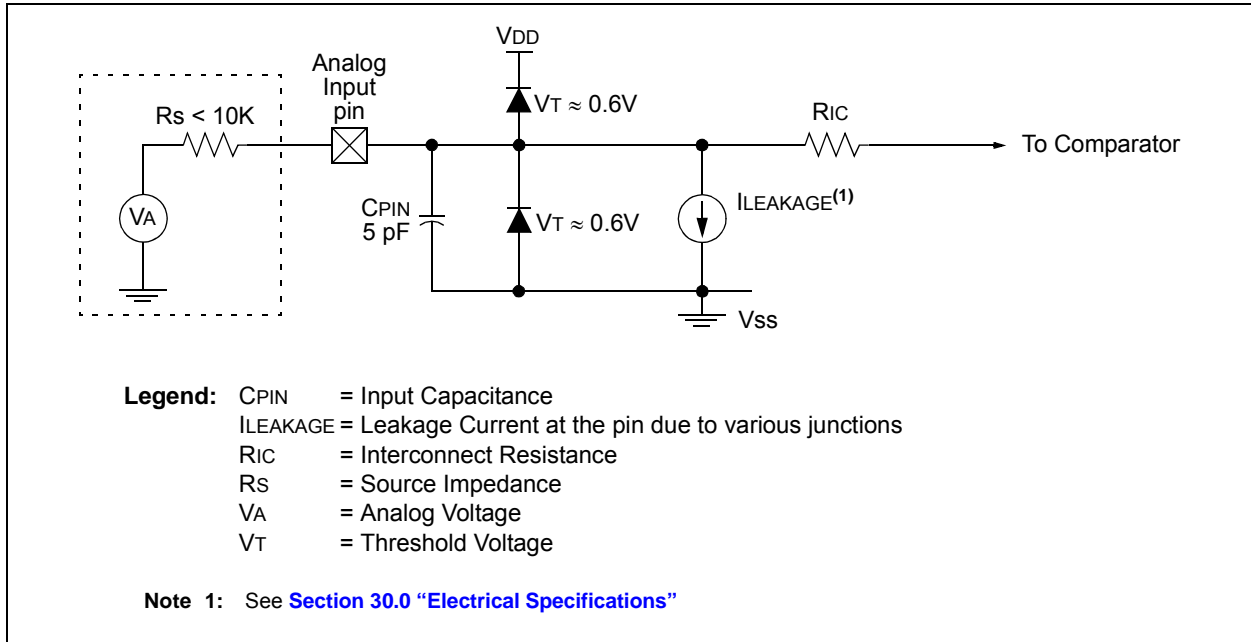 VDD
Analog
Input
pin
Rs < 10K
VT ≈ 0.6V
RIC
To Comparator
VA
CPIN
5 pF
VT ≈ 0.6V
ILEAKAGE(1)
Vss
Legend: CPIN = Input Capacitance
ILEAKAGE = Leakage Current at the pin due to various junctions
RIC = Interconnect Resistance
RS = Source Impedance
VA = Analog Voltage
VT = Threshold Voltage
Note 1: See Section 30.0 “Electrical Specifications”